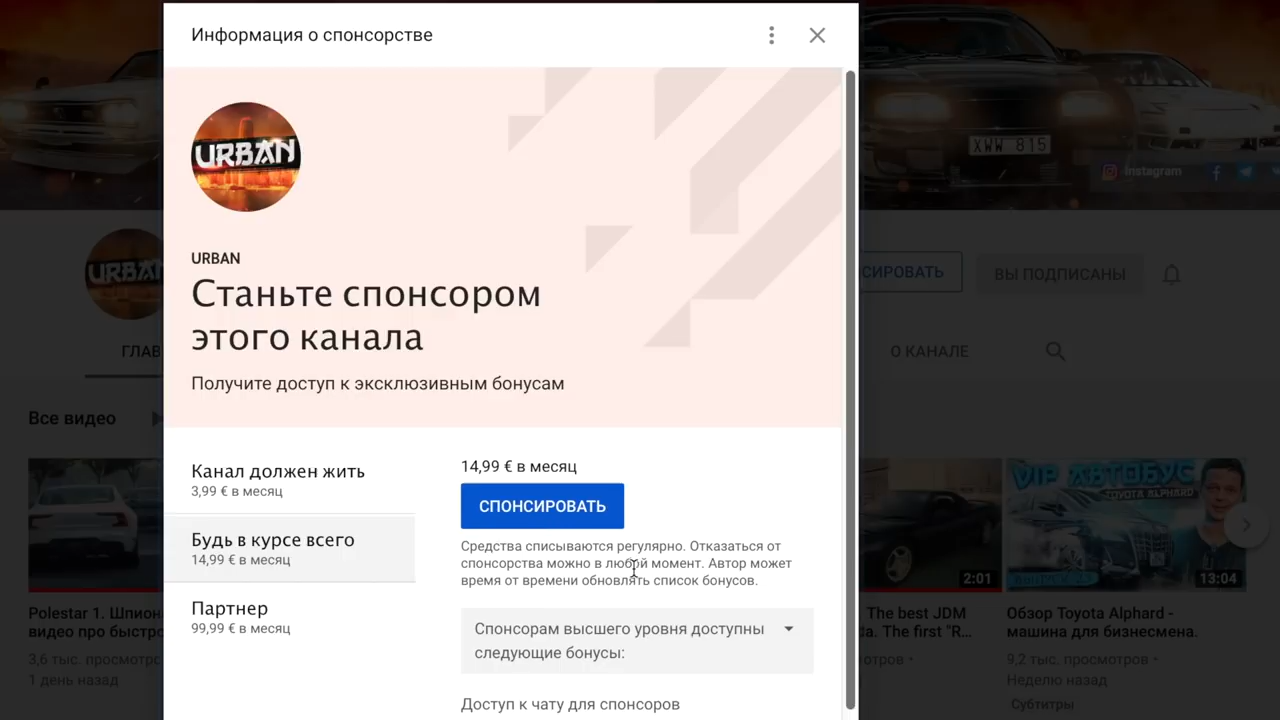 Информация о спонсорстве
URBAN
XWW 815
Instagram
URBAN
СИРОВАТЬ
ВЫ ПОДПИСАНЫ
URBAN
Станьте спонсором
этого канала
ГЛАВ
О КАНАЛЕ
Получите доступ к эксклюзивным бонусам
Все видео
Канал должен жить
3,99 € в месяц
Будь в курсе всего
14,99 € в месяц
Партнер
99,99 € в месяц
14,99 € в месяц
СПОНСИРОВАТЬ
Средства списываются регулярно. Отказаться от
спонсорства можно в любой момент. Автор может
время от времени обновлять список бонусов.
Спонсорам высшего уровня доступны
следующие бонусы:
Доступ к чату для спонсоров
VIP АВТОБУС
TOYOTA ALPHARD
2:01
13:04
Polestar 1. Шпион
видео про быстро
3,6 тыс. просмотро
1 день назад
The best JDM
da. The first "R...
отров •
Обзор Toyota Alphard -
машина для бизнесмена.
9,2 тыс. просмотров •
Неделю назад
Субтитры